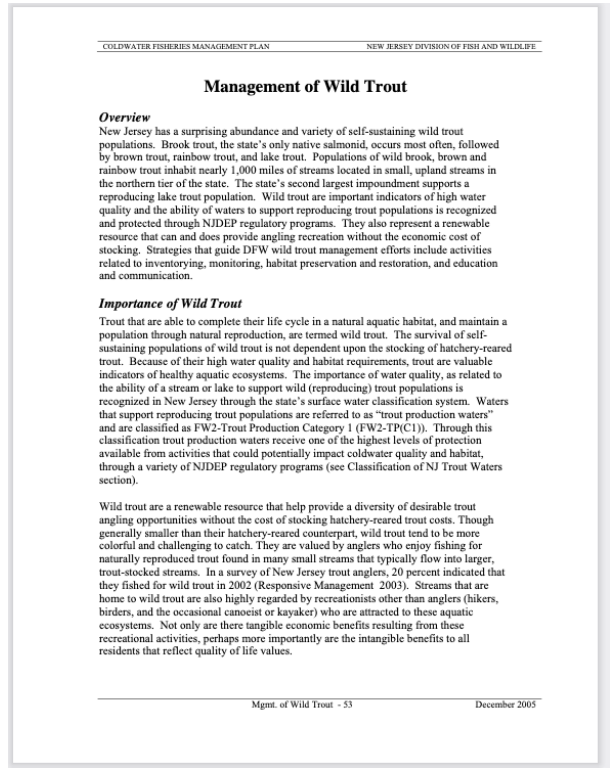 COLDWATER FISHERIES MANAGEMENT PLAN NEW JERSEY DIVISION OF FISH AND WILDLIFE
Management of Wild Trout
Overview
New Jersey has a surprising abundance and variety of self-sustaining wild trout
populations. Brook trout, the state's only native salmonid, occurs most often, followed
by brown trout, rainbow trout, and lake trout. Populations of wild brook, brown and
rainbow trout inhabit nearly 1,000 miles of streams located in small, upland streams in
the northern tier of the state. The state's second largest impoundment supports a
reproducing lake trout population. Wild trout are important indicators of high water
quality and the ability of waters to support reproducing trout populations is recognized
and protected through NJDEP regulatory programs. They also represent a renewable
resource that can and does provide angling recreation without the economic cost of
stocking. Strategies that guide DFW wild trout management efforts include activities
related to inventorying, monitoring, habitat preservation and restoration, and education
and communication.
Importance of Wild Trout
Trout that are able to complete their life cycle in a natural aquatic habitat, and maintain a
population through natural reproduction, are termed wild trout. The survival of self-
sustaining populations of wild trout is not dependent upon the stocking of hatchery-reared
trout. Because of their high water quality and habitat requirements, trout are valuable
indicators of healthy aquatic ecosystems. The importance of water quality, as related to
the ability of a stream or lake to support wild (reproducing) trout populations is
recognized in New Jersey through the state's surface water classification system. Waters
that support reproducing trout populations are referred to as "trout production waters"
and are classified as FW2-Trout Production Category 1 (FW2-TP(C1)). Through this
classification trout production waters receive one of the highest levels of protection
available from activities that could potentially impact coldwater quality and habitat,
through a variety of NJDEP regulatory programs (see Classification of NJ Trout Waters
section).
Wild trout are a renewable resource that help provide a diversity of desirable trout
angling opportunities without the cost of stocking hatchery-reared trout costs. Though
generally smaller than their hatchery-reared counterpart, wild trout tend to be more
colorful and challenging to catch. They are valued by anglers who enjoy fishing for
naturally reproduced trout found in many small streams that typically flow into larger,
trout-stocked streams. In a survey of New Jersey trout anglers, 20 percent indicated that
they fished for wild trout in 2002 (Responsive Management 2003). Streams that are
home to wild trout are also highly regarded by recreationists other than anglers (hikers,
birders, and the occasional canoeist or kayaker) who are attracted to these aquatic
ecosystems. Not only are there tangible economic benefits resulting from these
recreational activities, perhaps more importantly are the intangible benefits to all
residents that reflect quality of life values.
Mgmt. of Wild Trout - 53 December 2005